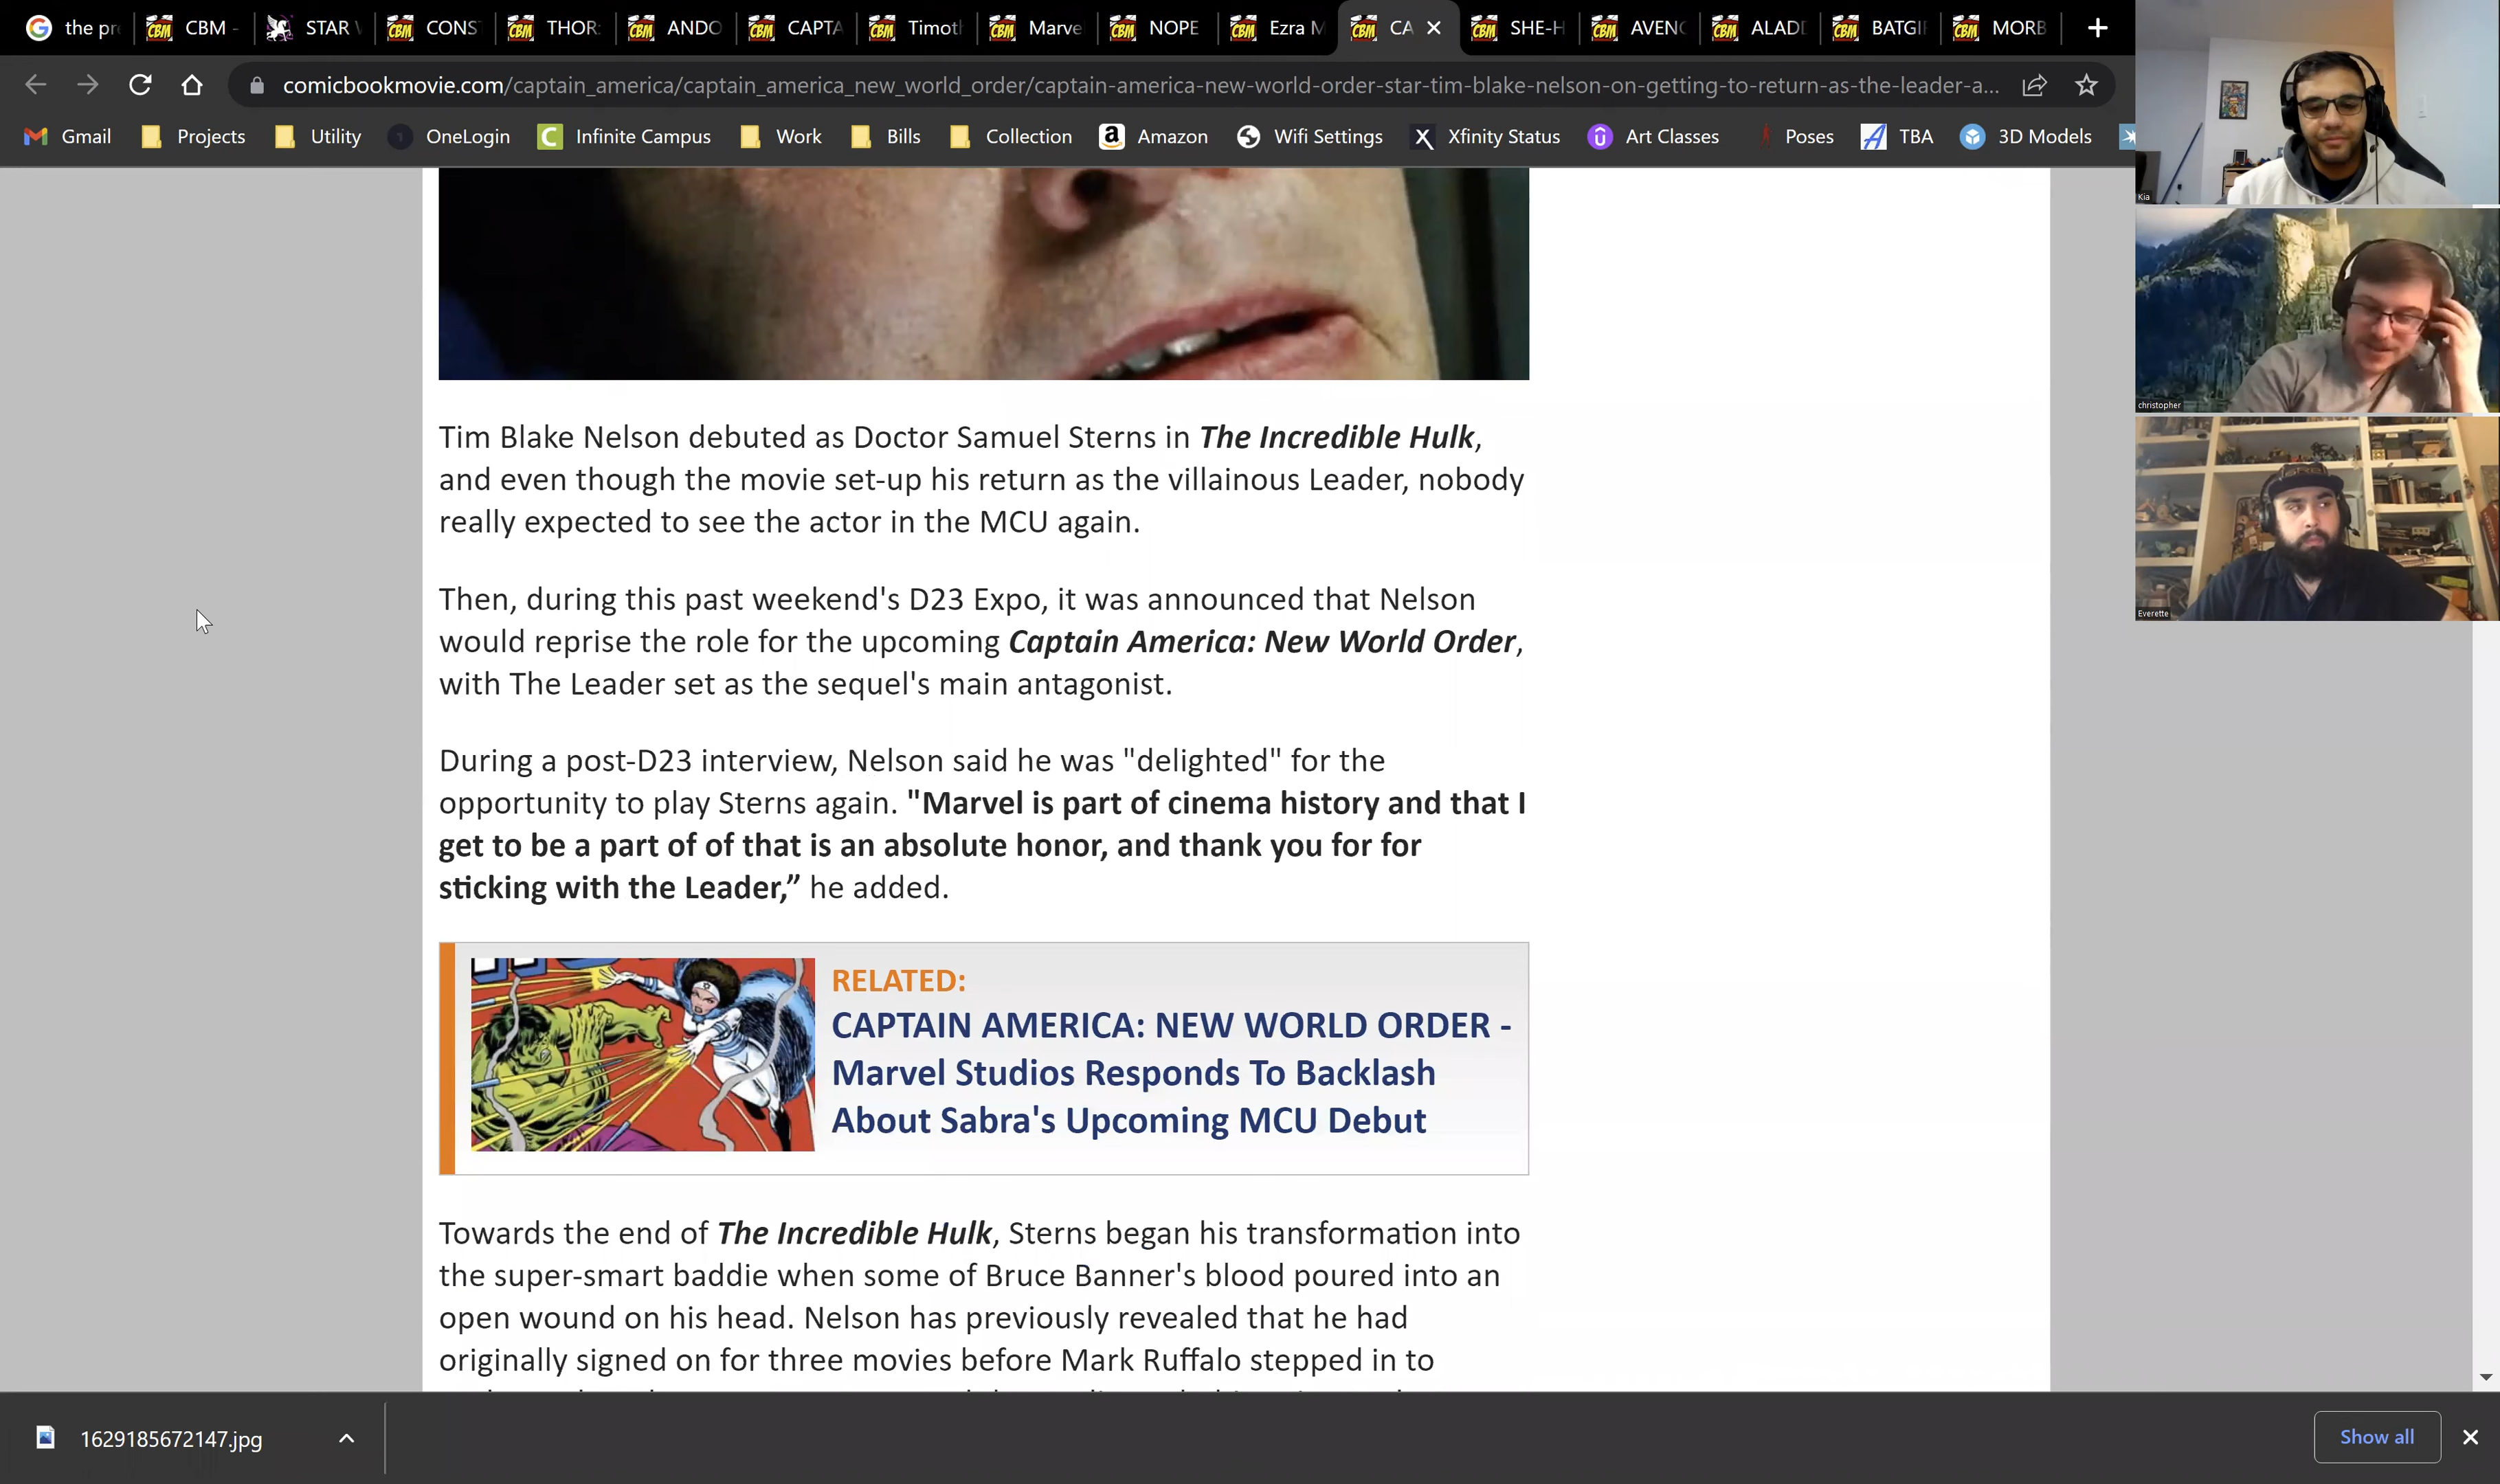 the pr
CBM -
STAR
CONS
THOR:
ANDO
CAPTA
Timot
Marve
NOPE
Ezra M
CA
SHE-H
AVENG
ALADD
BATGI
MORB
comicbookmovie.com/captain_america/captain_america_new_world_order/captain-america-new-world-order-star-tim-blake-nelson-on-getting-to-return-as-the-leader-a...
Gmail
Projects
Utility
OneLogin
Infinite Campus
Work
Bills
Collection
Amazon
Wifi Settings
Xfinity Status
Art Classes
Poses
TBA
3D Models
Kia
christopher
Everette
Tim Blake Nelson debuted as Doctor Samuel Sterns in The Incredible Hulk,
and even though the movie set-up his return as the villainous Leader, nobody
really expected to see the actor in the MCU again.
Then, during this past weekend's D23 Expo, it was announced that Nelson
would reprise the role for the upcoming Captain America: New World Order,
with The Leader set as the sequel's main antagonist.
During a post-D23 interview, Nelson said he was "delighted" for the
opportunity to play Sterns again. "Marvel is part of cinema history and that I
get to be a part of of that is an absolute honor, and thank you for for
sticking with the Leader,” he added.
RELATED:
CAPTAIN AMERICA: NEW WORLD ORDER -
Marvel Studios Responds To Backlash
About Sabra's Upcoming MCU Debut
Towards the end of The Incredible Hulk, Sterns began his transformation into
the super-smart baddie when some of Bruce Banner's blood poured into an
open wound on his head. Nelson has previously revealed that he had
originally signed on for three movies before Mark Ruffalo stepped in to
1629185672147.jpg
Show all